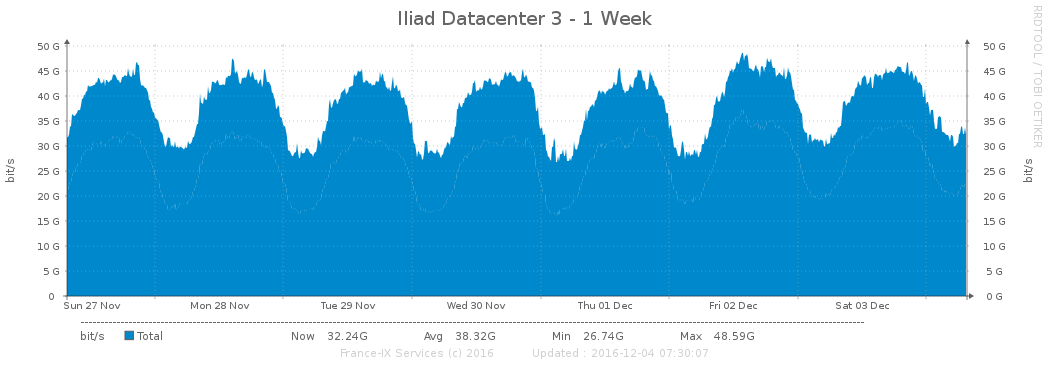 Iliad Datacenter 3 - 1 Week
RRDTOOL / TOBI OETIKER
bit/s
50 G
45 G
40 G
35 G
30 G
25 G
20 G
15 G
10 G
5 G
0
50 G
45 G
40 G
35 G
30 G
25 G
20 G
15 G
10 G
5 G
0 G
bit/s
Sun 27 Nov Mon 28 Nov Tue 29 Nov Wed 30 Nov Thu 01 Dec Fri 02 Dec Sat 03 Dec
bit/s Total Now 32.24G Avg 38.32G Min 26.74G Max 48.59G
France-IX Services (c) 2016 Updated : 2016-12-04 07:30:07